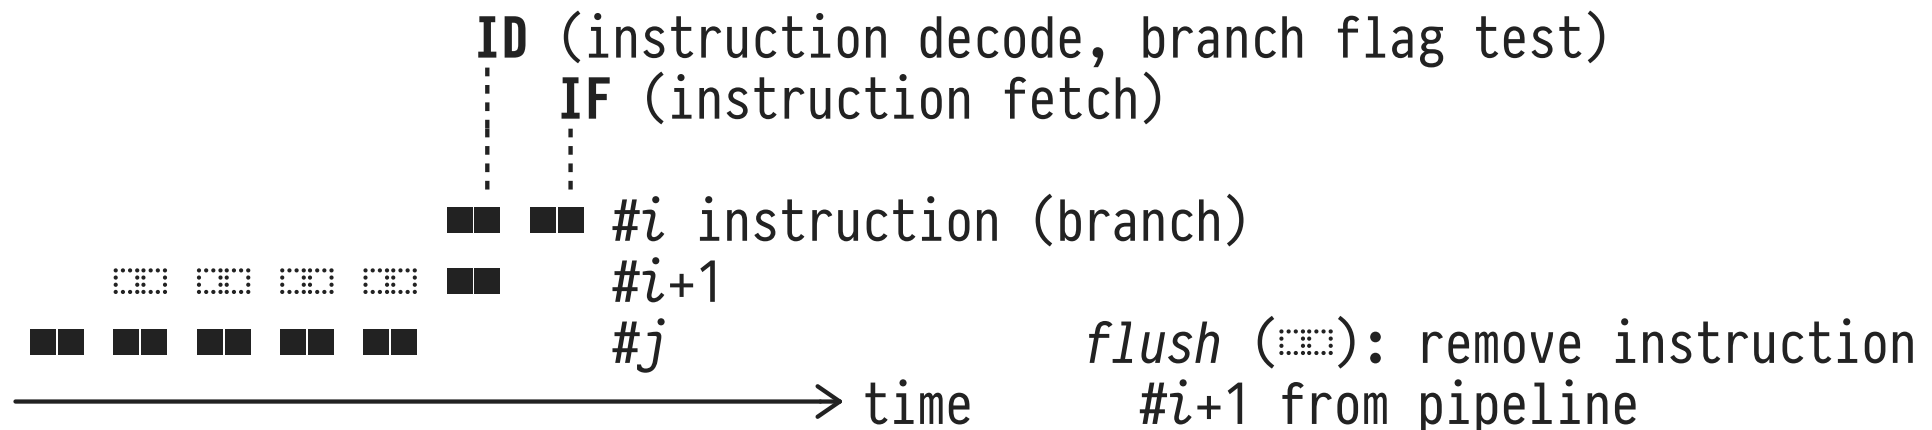 ID (instruction decode, branch flag test)
IF (instruction fetch)
#i instruction (branch)
#i+1
#j
flush (): remove instruction
#i+1 from pipeline
time